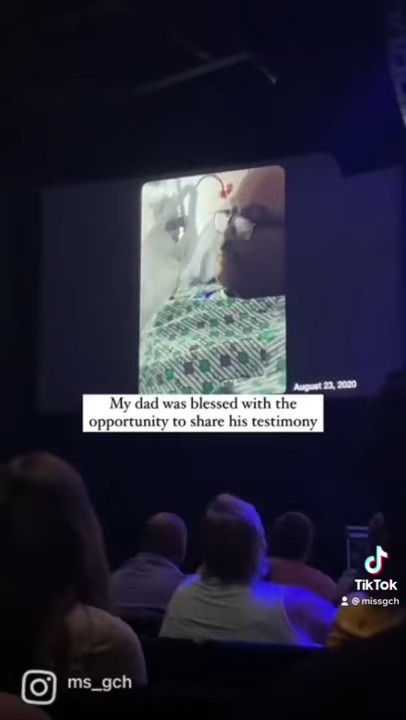 August 23, 2020
My dad was blessed with the
opportunity to share his testimony
TikTok
@missgch
ms_gch